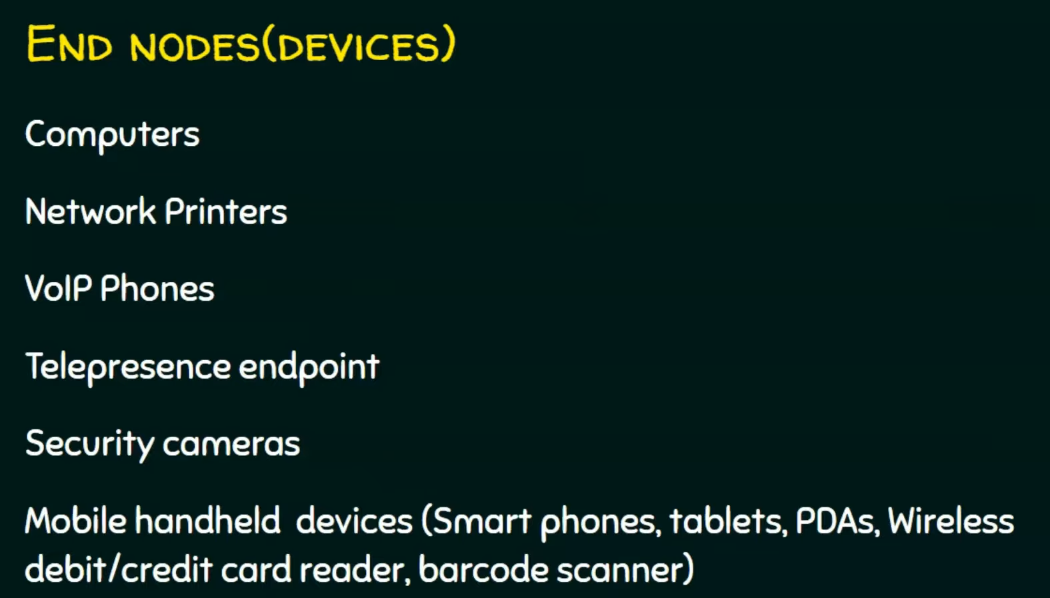 END NODES(DEVICES)
Computers
Network Printers
VoIP Phones
Telepresence endpoint
Security cameras
Mobile handheld devices (Smart phones, tablets, PDAs, Wireless
debit/credit card reader, barcode scanner)